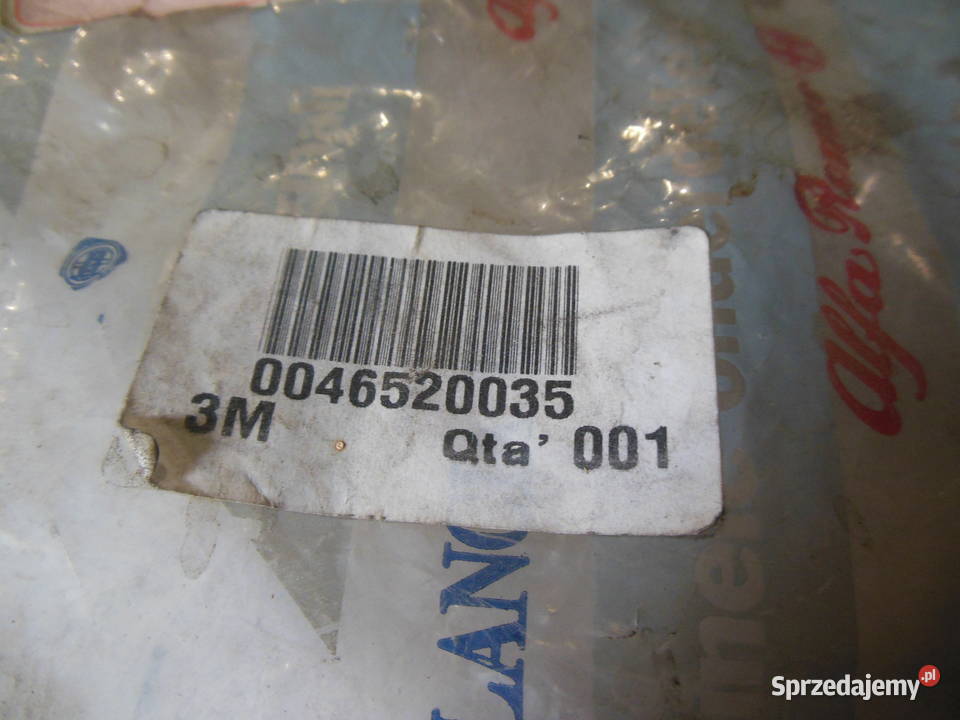 Alfa Romeo
0046520035
3M
Qta' 001
LANC
Sprzedajemy.pl